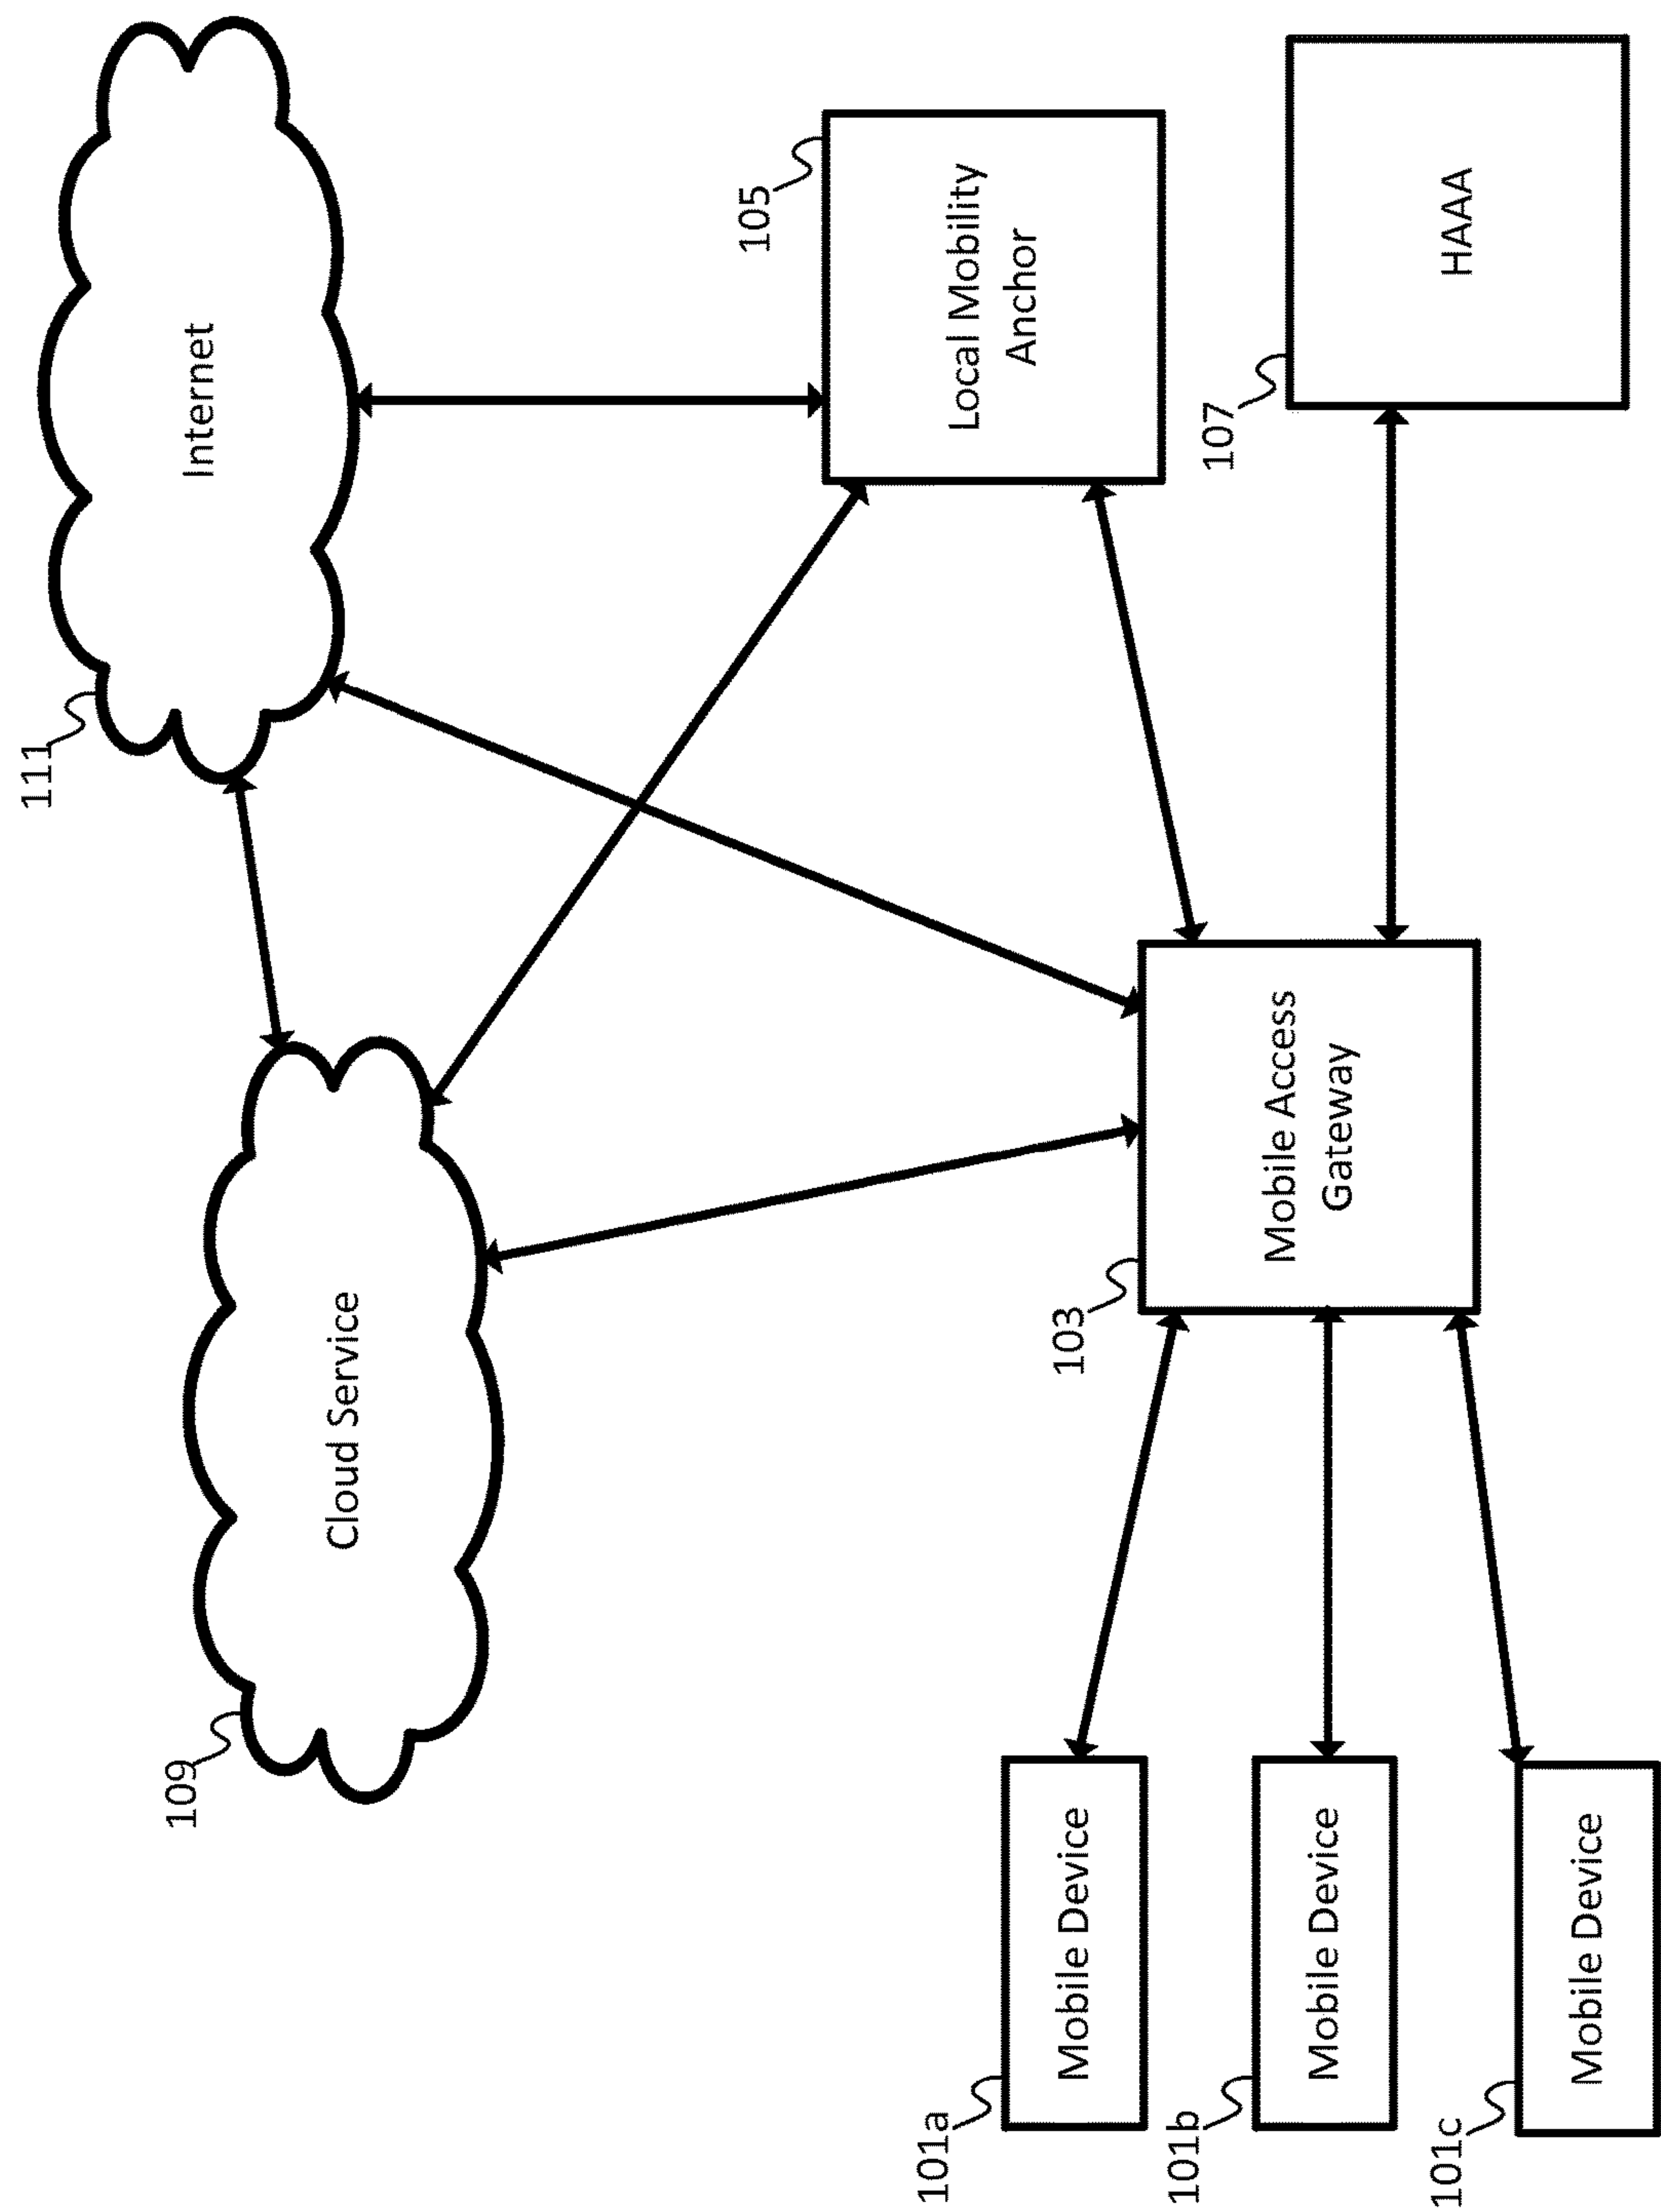 111
Internet
109
Cloud Service
105
Local Mobility
Anchor
103
Mobile Access
Gateway
107
HAAA
101a
Mobile Device
101b
Mobile Device
101c
Mobile Device